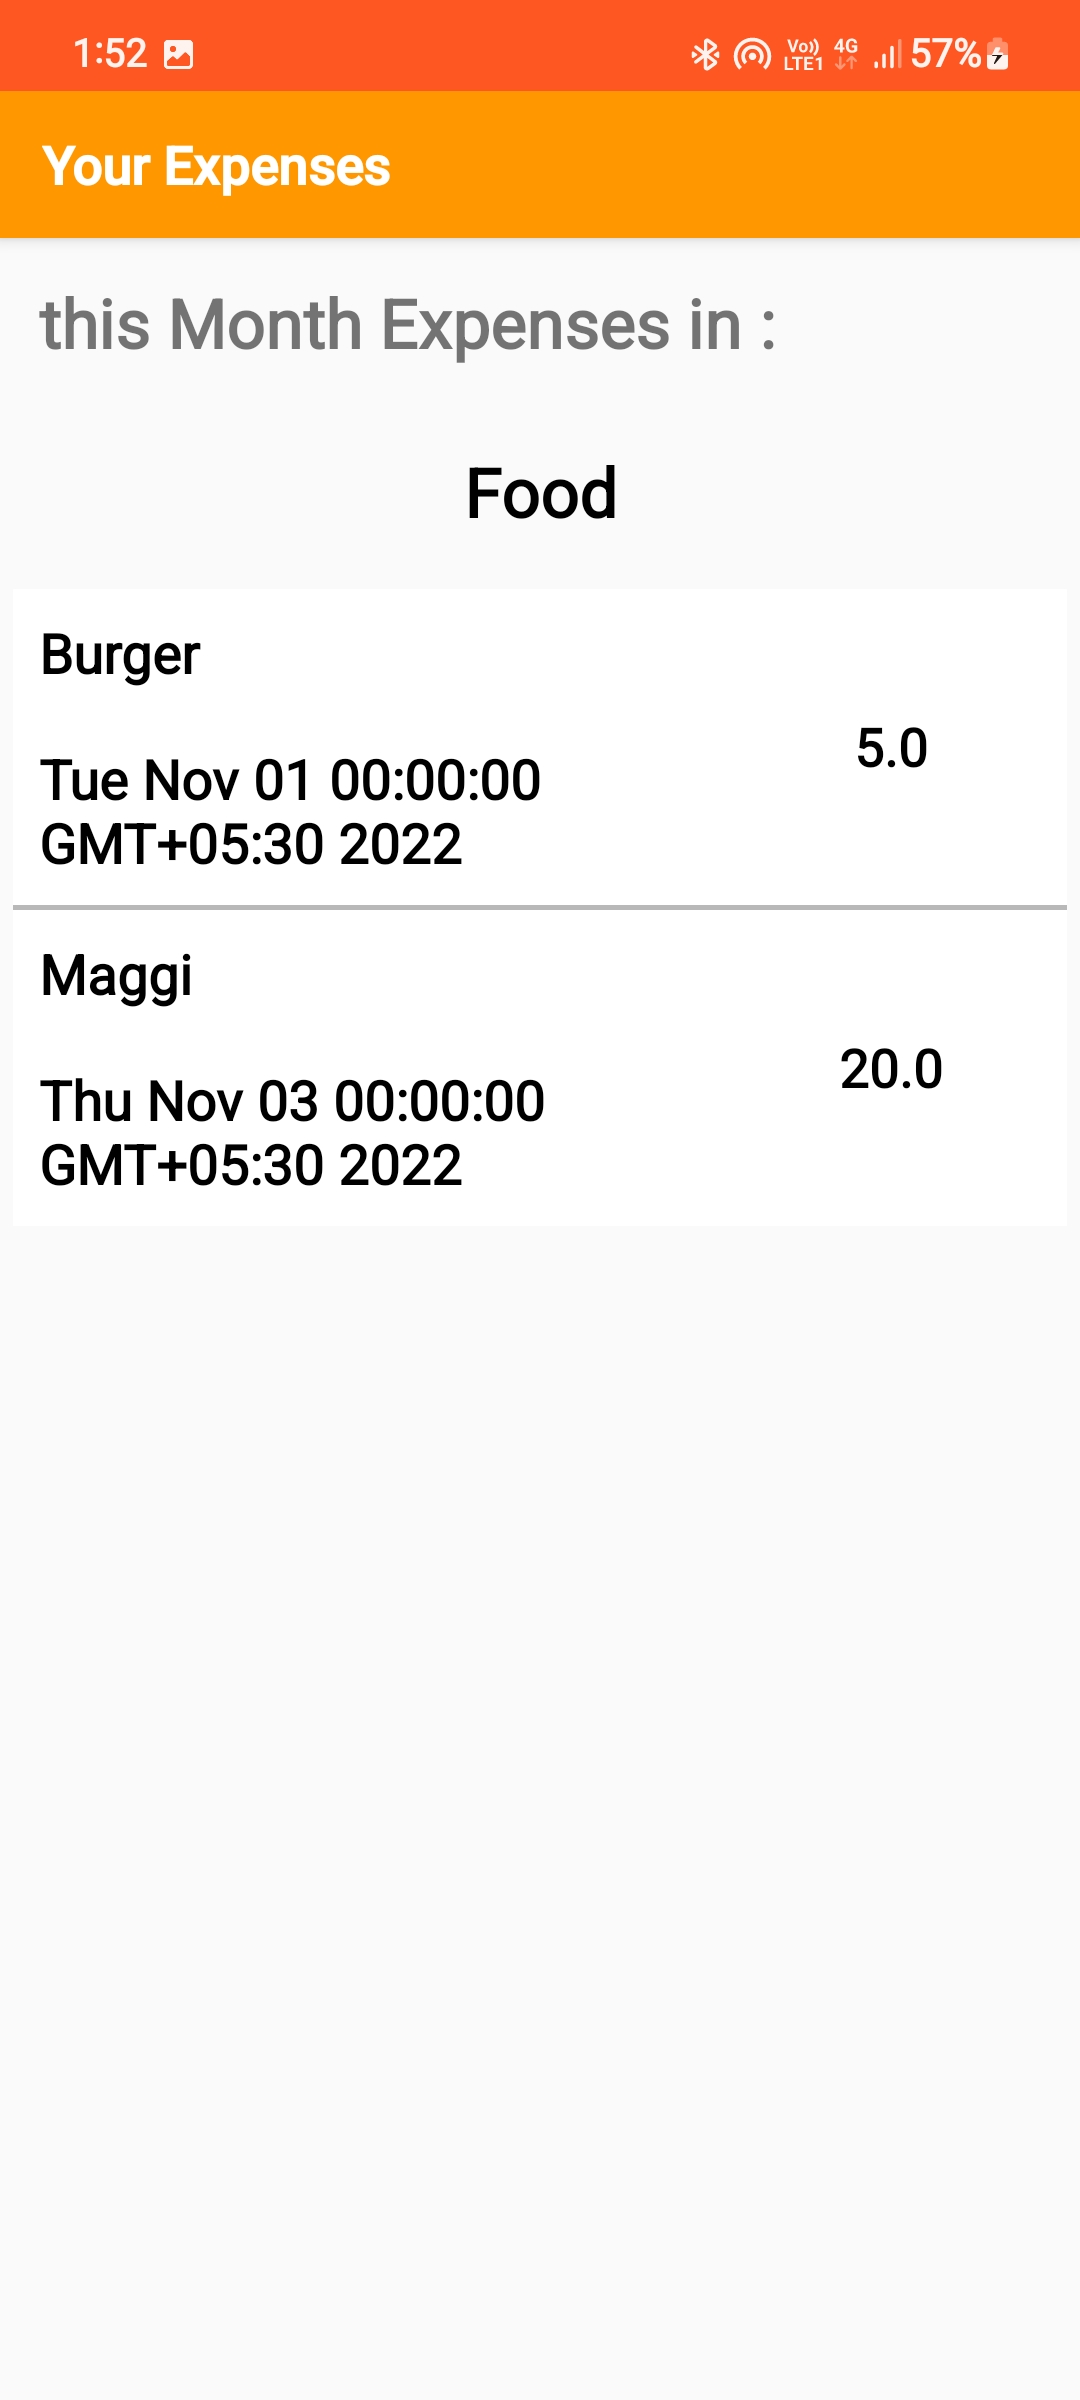 1:52 Vo)) LTE1 4G 57%
Your Expenses
this Month Expenses in :
Food
Burger
5.0
Tue Nov 01 00:00:00
GMT+05:30 2022
Maggi
20.0
Thu Nov 03 00:00:00
GMT+05:30 2022